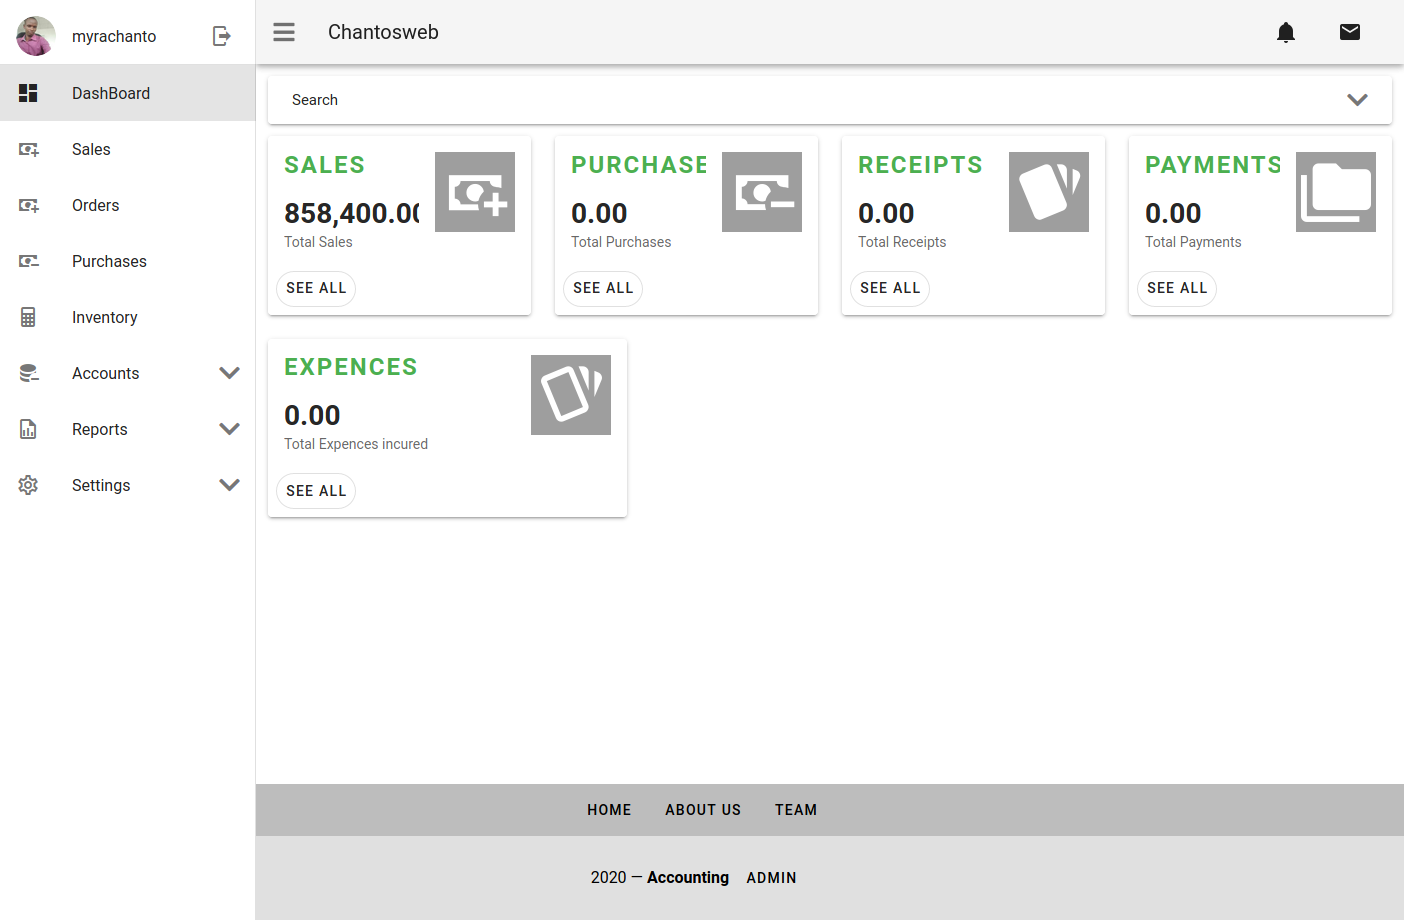 myrachanto
Chantosweb
DashBoard
Sales
Orders
Purchases
Inventory
Accounts
Reports
Settings
Search
SALES
858,400.00
Total Sales
SEE ALL
PURCHASE
0.00
Total Purchases
SEE ALL
RECEIPTS
0.00
Total Receipts
SEE ALL
PAYMENTS
0.00
Total Payments
SEE ALL
EXPENCES
0.00
Total Expences incured
SEE ALL
HOME ABOUT US TEAM
2020 — Accounting ADMIN